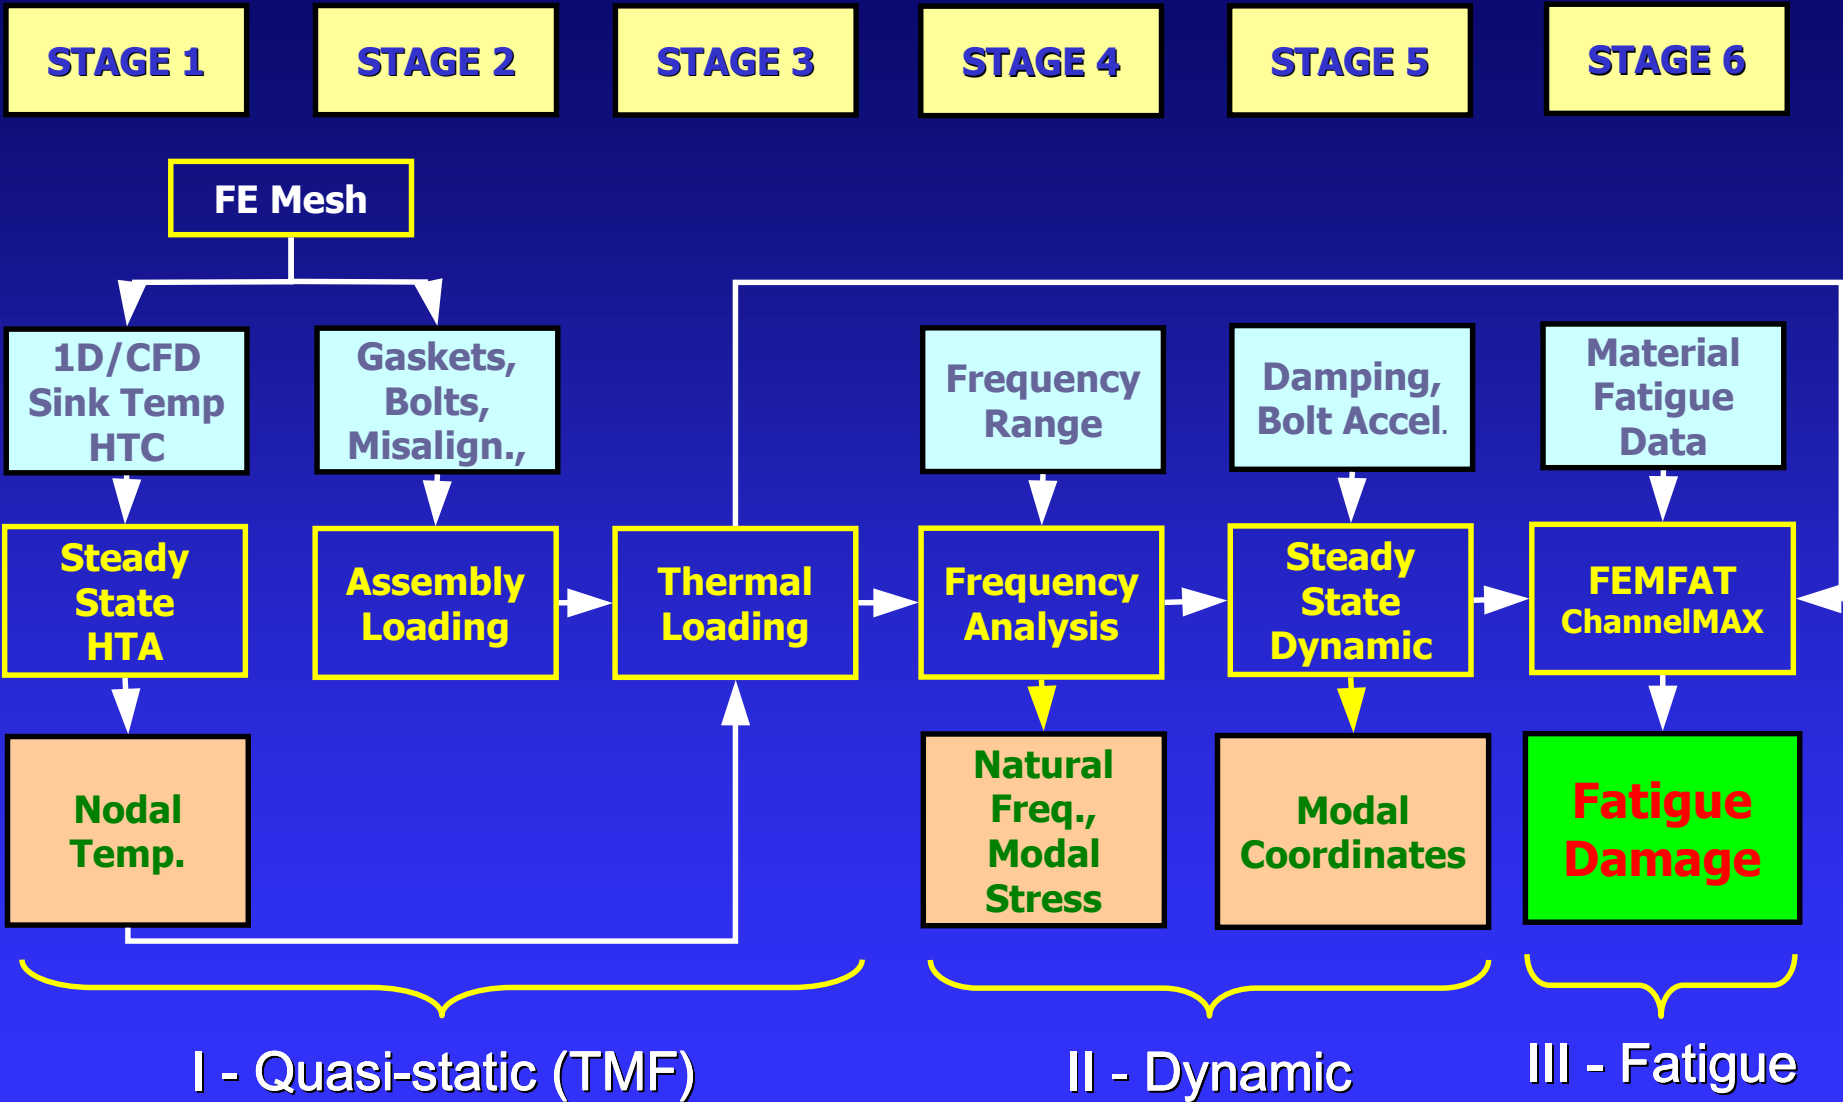 STAGE 1
STAGE 2
STAGE 3
STAGE 4
STAGE 5
STAGE 6
FE Mesh
1D/CFD
Sink Temp
HTC
Gaskets,
Bolts,
Misalign.,
Frequency
Range
Damping,
Bolt Accel.
Material
Fatigue
Data
Steady
State
HTA
Assembly
Loading
Thermal
Loading
Frequency
Analysis
Steady
State
Dynamic
FEMFAT
ChannelMAX
Nodal
Temp.
Natural
Freq.,
Modal
Stress
Modal
Coordinates
Fatigue
Damage
I - Quasi-static (TMF)
II - Dynamic
III - Fatigue